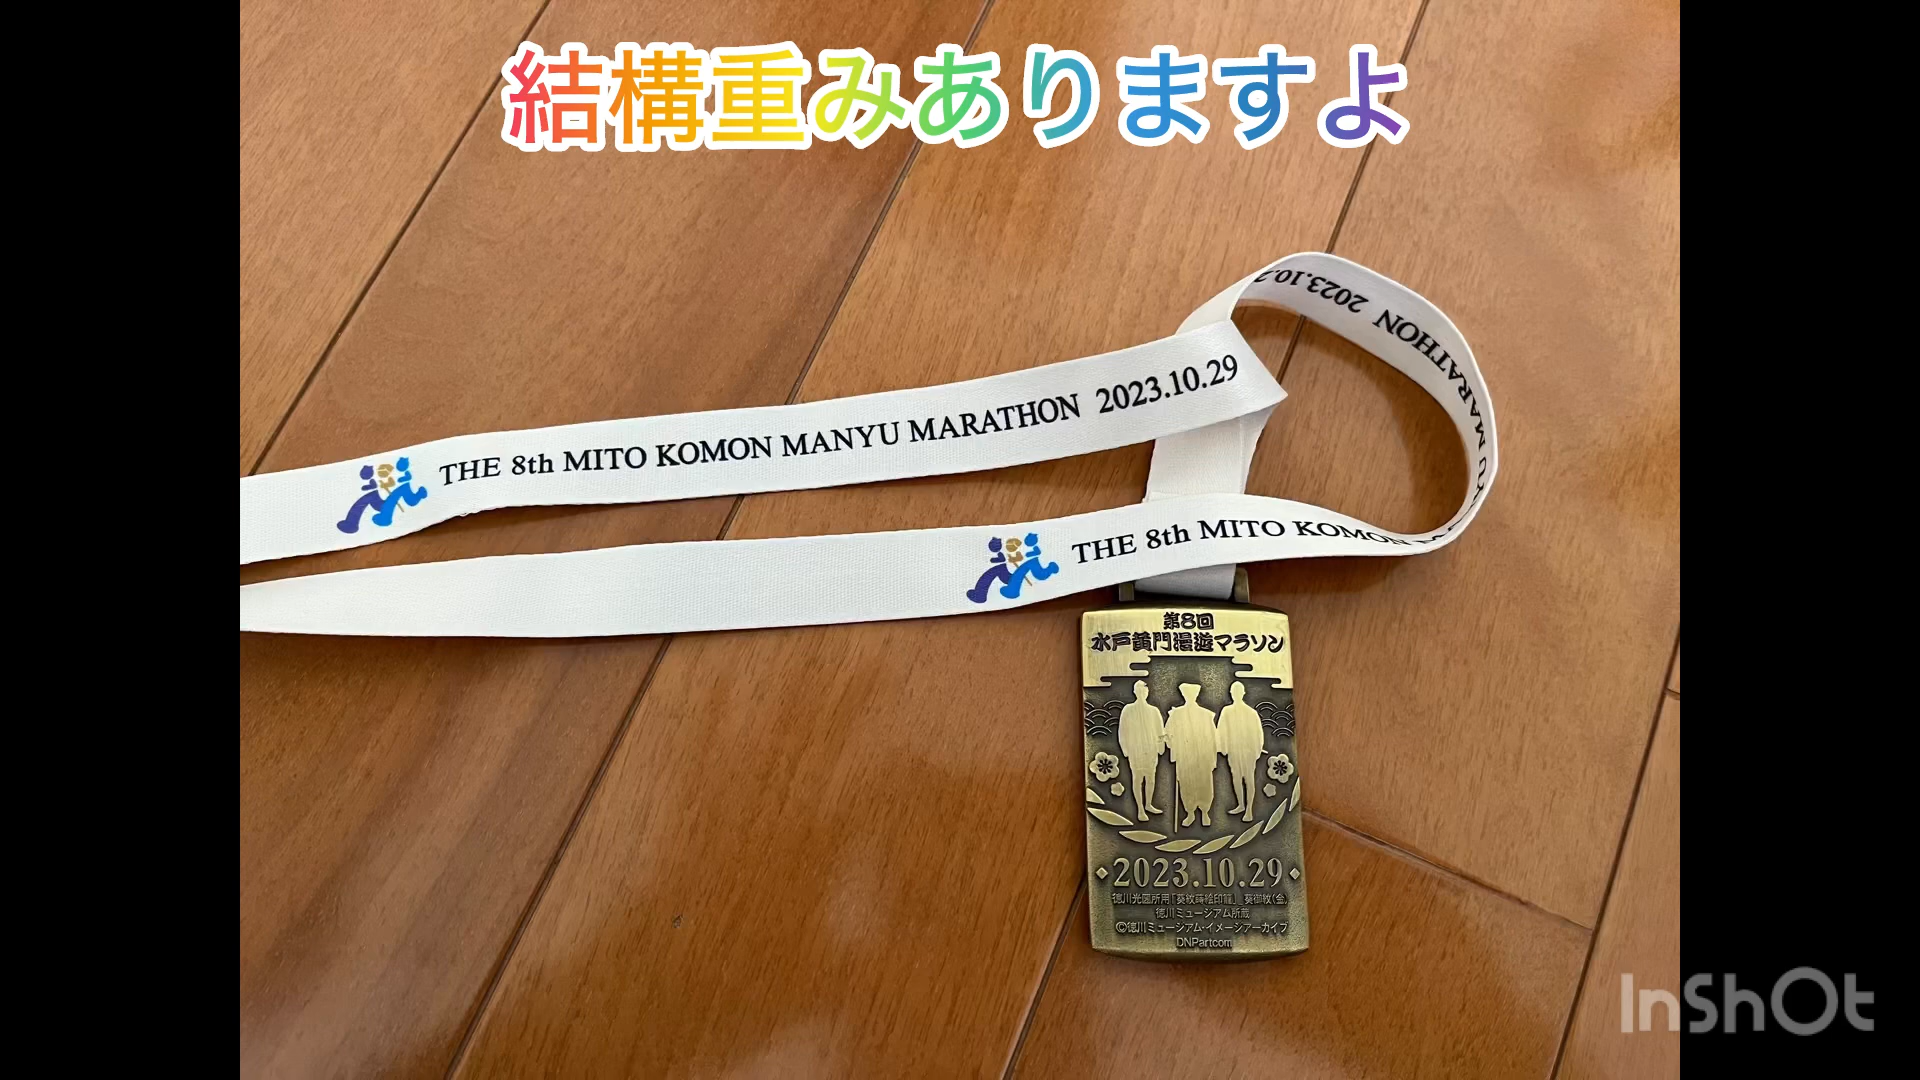 結構重みありますよ
MARATHON 2023.10.2
THE 8th MITO KOMON MANYU MARATHON 2023.10.29
THE 8th MITO KOMON
第8回
水戸黄門漫遊マラソン
2023.10.29
徳川光圀所用「葵紋蒔絵印籠」 葵御紋(金)
徳川ミュージアム所蔵
©徳川ミュージアム・イメージアーカイブ
DNPartcom
InShOt